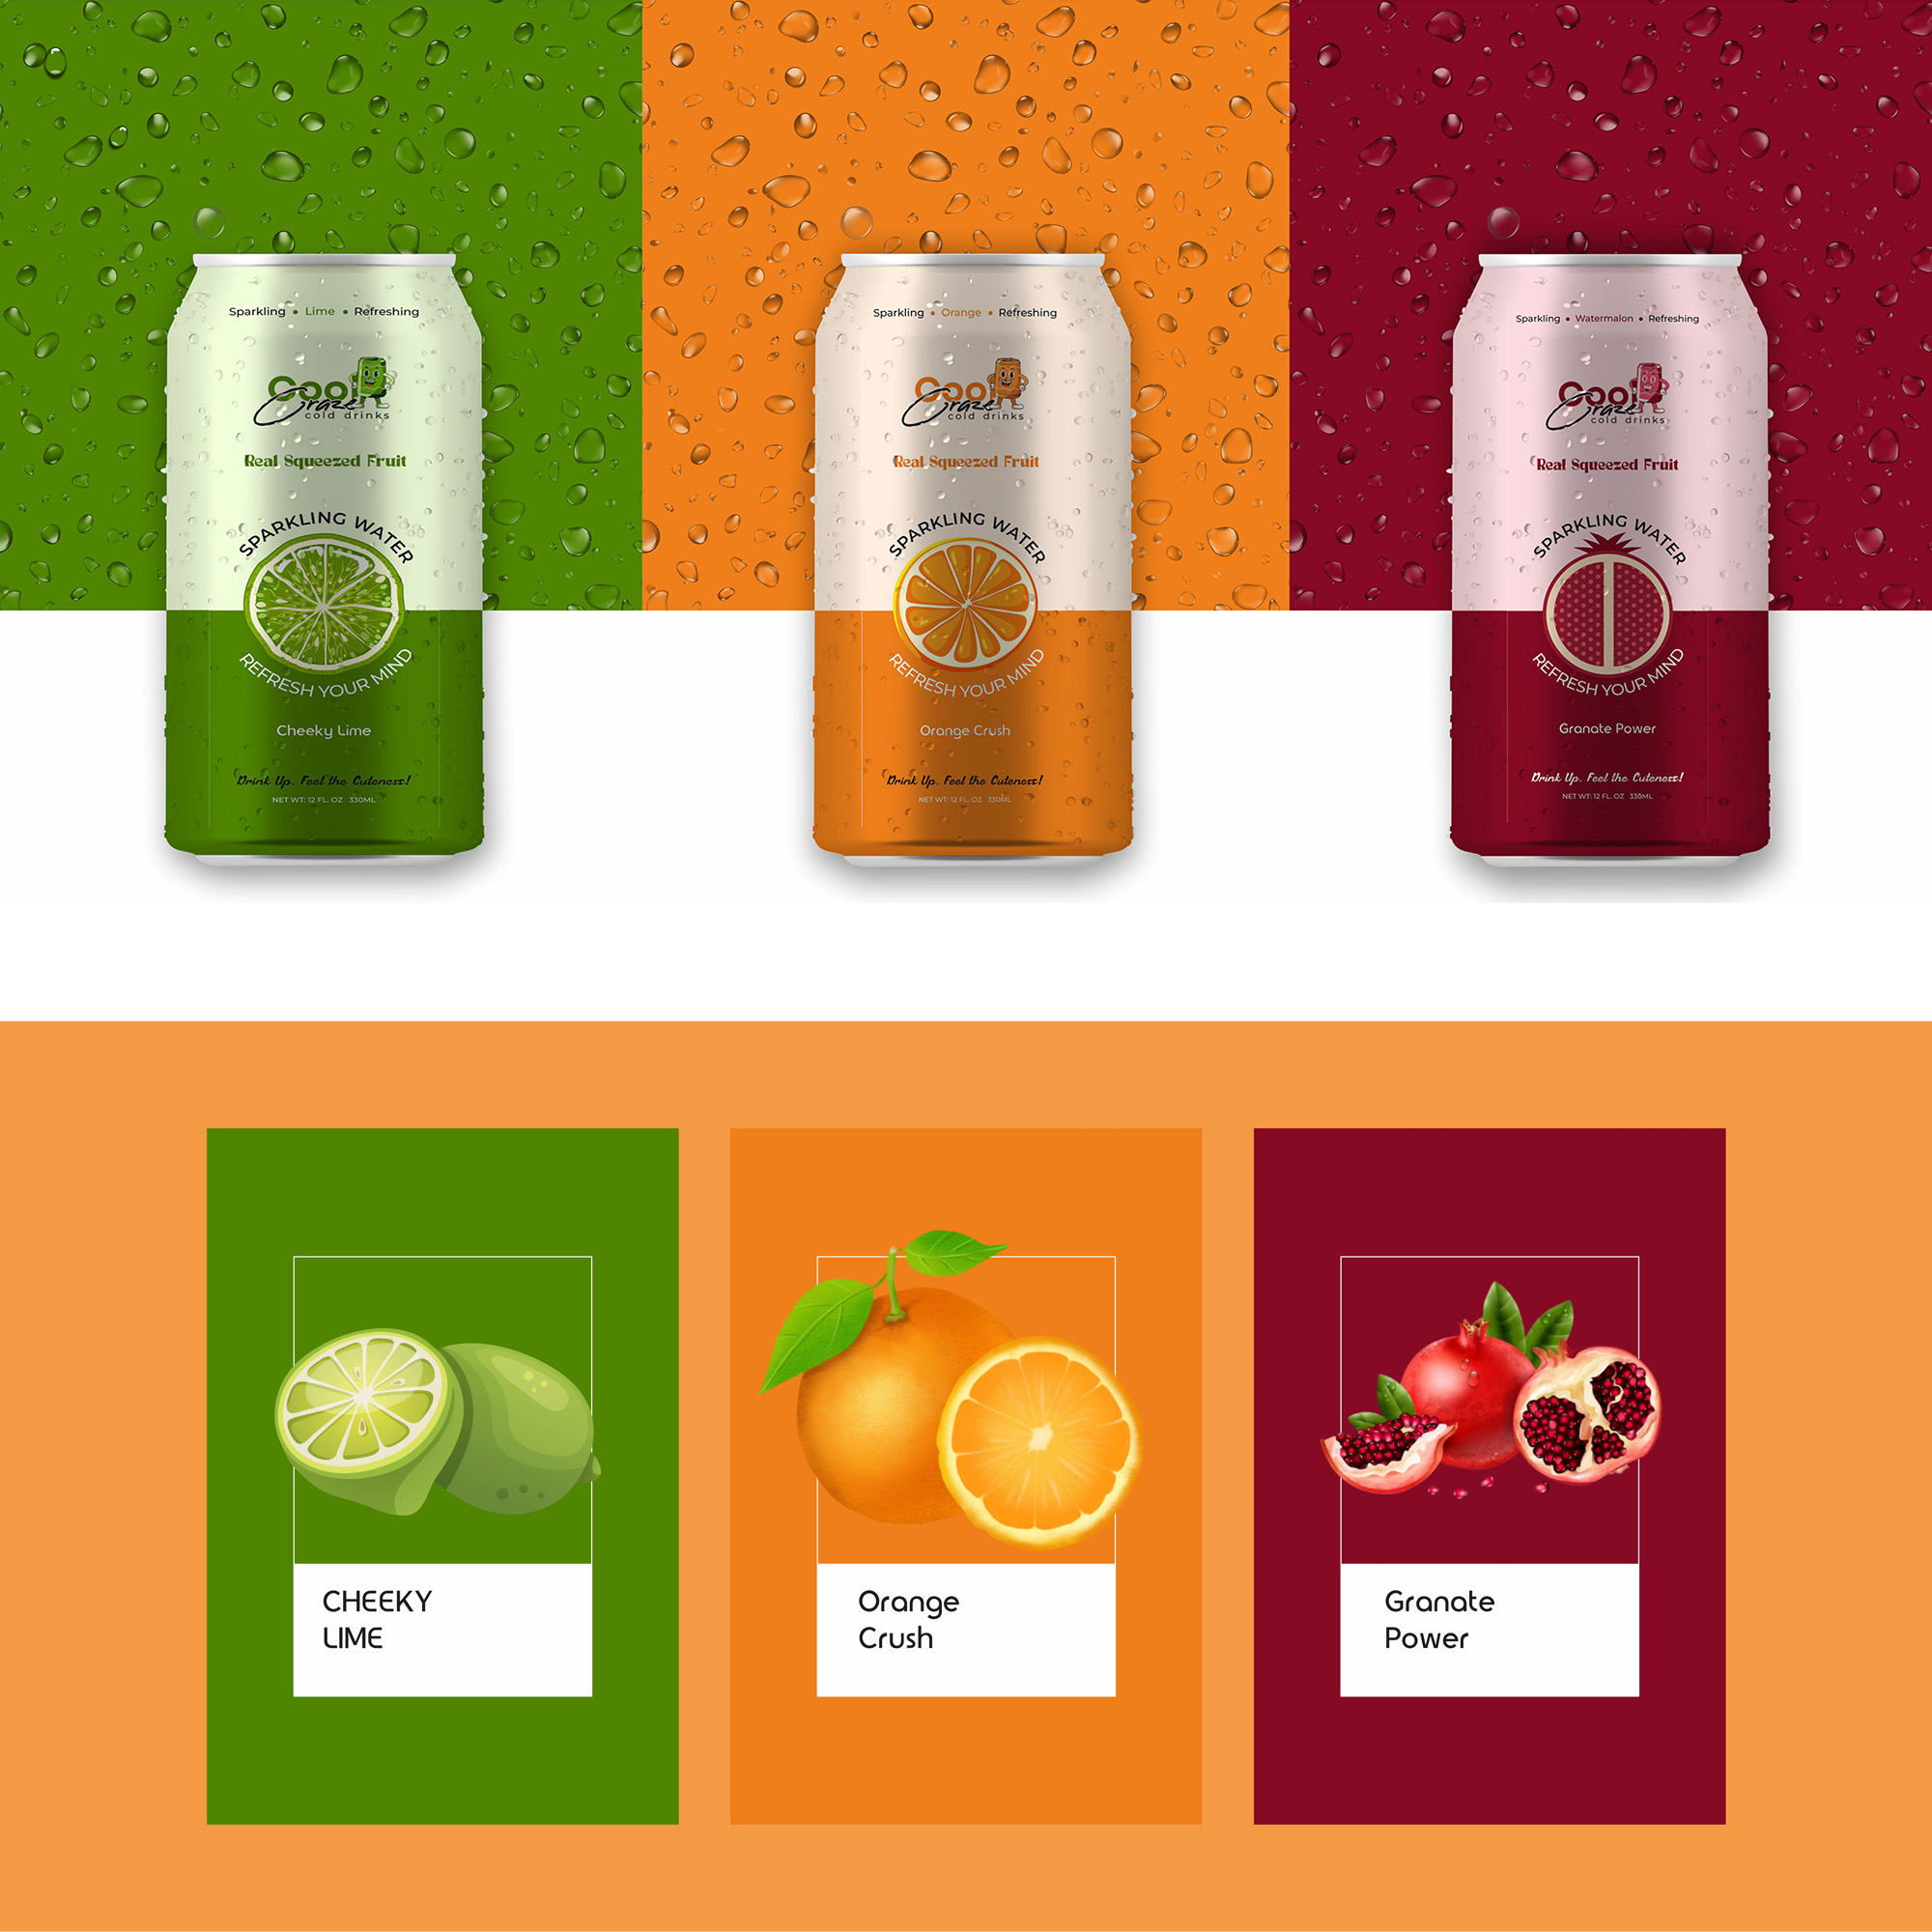 Sparkling • Lime • Refreshing
Cool
Craze
cold drinks
Real Squeezed Fruit
SPARKLING WATER
REFRESH YOUR MIND
Cheeky Lime
Drink Up. Feel the Cuteness!
NET WT: 12 FL. OZ 330ML
Sparkling • Orange • Refreshing
Cool
Craze
cold drinks
Real Squeezed Fruit
SPARKLING WATER
REFRESH YOUR MIND
Orange Crush
Drink Up. Feel the Cuteness!
NET WT: 12 FL. OZ 330ML
Sparkling • Watermalon • Refreshing
Cool
Craze
cold drinks
Real Squeezed Fruit
SPARKLING WATER
REFRESH YOUR MIND
Granate Power
Drink Up. Feel the Cuteness!
NET WT: 12 FL. OZ 330ML
CHEEKY
LIME
Orange
Crush
Granate
Power